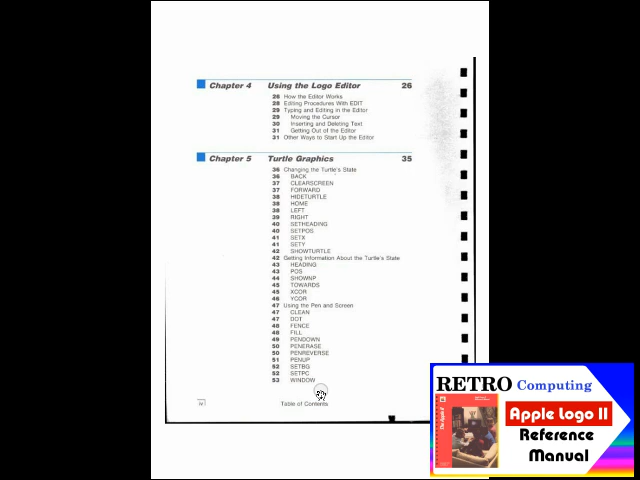 Chapter 4 Using the Logo Editor 26
26 How the Editor Works
28 Editing Procedures With EDIT
29 Typing and Editing in the Editor
29 Moving the Cursor
30 Inserting and Deleting Text
31 Getting Out of the Editor
31 Other Ways to Start Up the Editor
Chapter 5 Turtle Graphics 35
36 Changing the Turtle's State
36 BACK
37 CLEARSCREEN
37 FORWARD
38 HIDETURTLE
38 HOME
38 LEFT
39 RIGHT
40 SETHEADING
40 SETPOS
41 SETX
41 SETY
42 SHOWTURTLE
42 Getting Information About the Turtle's State
43 HEADING
43 POS
44 SHOWNP
45 TOWARDS
45 XCOR
46 YCOR
47 Using the Pen and Screen
47 CLEAN
47 DOT
48 FENCE
48 FILL
49 PENDOWN
50 PENERASE
50 PENREVERSE
51 PENUP
52 SETBG
52 SETPC
53 WINDOW
iv
Table of Contents
RETRO Computing
Apple Logo II
Reference
Manual